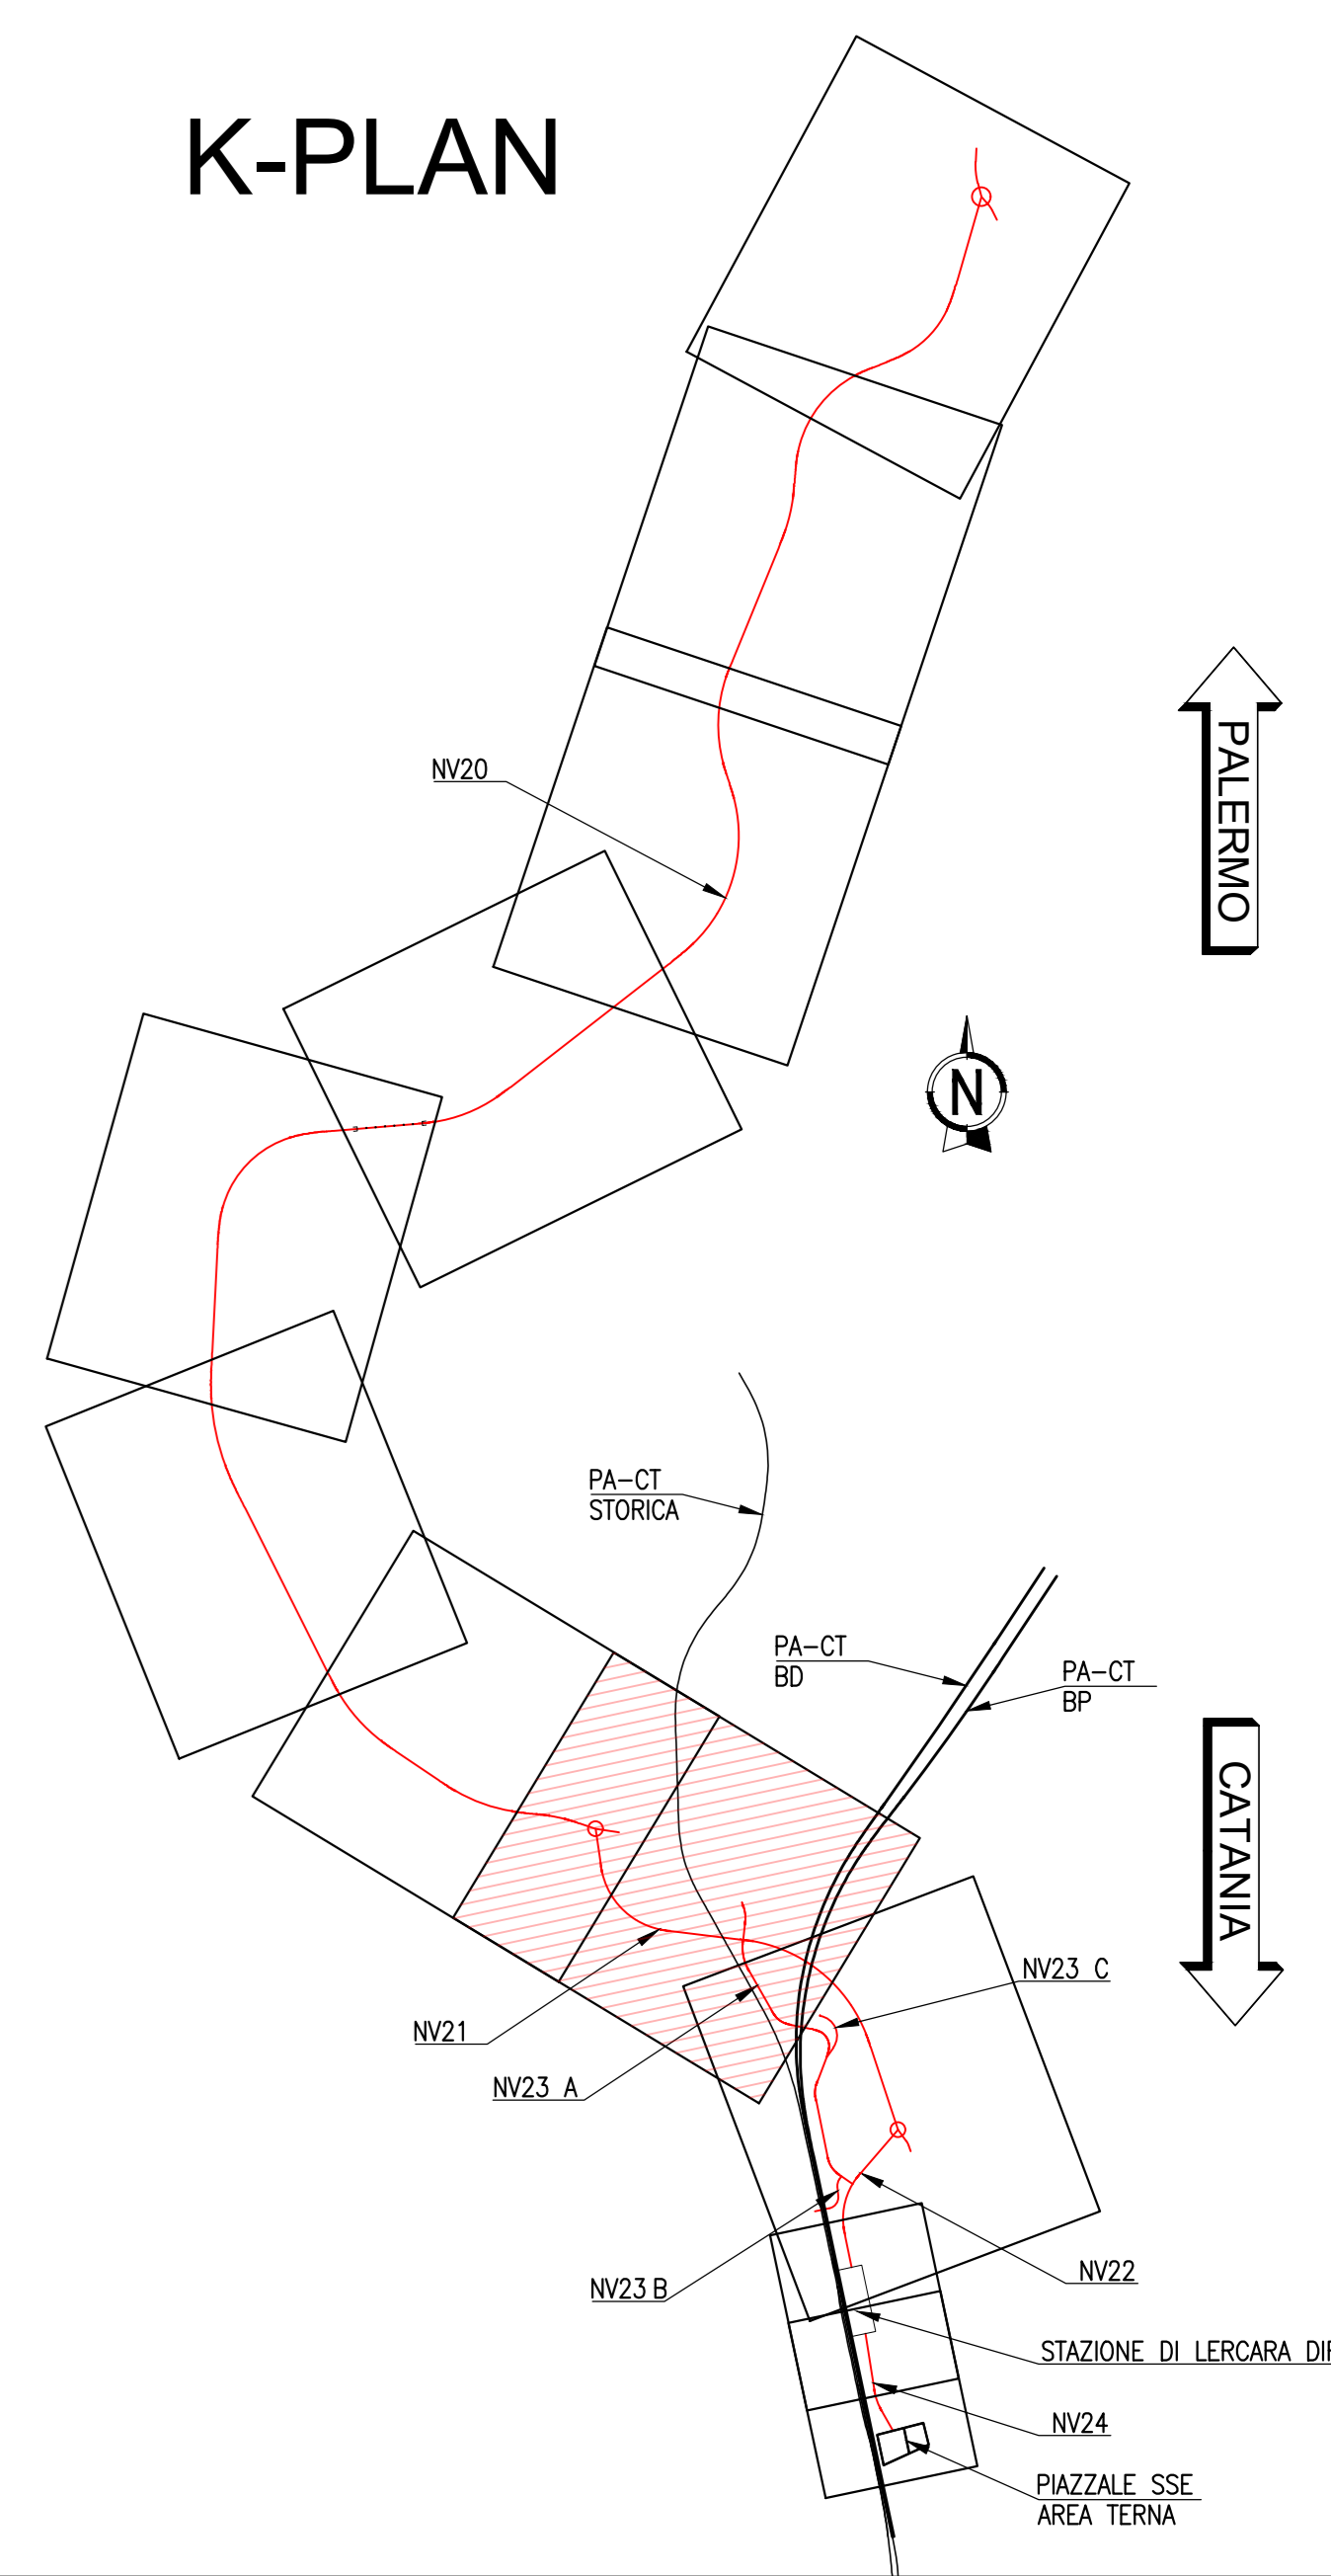 K-PLAN
NV20
PALERMO
N
PA-CT
STORICA
PA-CT
BD
PA-CT
BP
CATANIA
NV23 C
NV21
NV23 A
NV22
NV23 B
STAZIONE DI LERCARA
NV24
PIAZZALE SSE
AREA TERNA